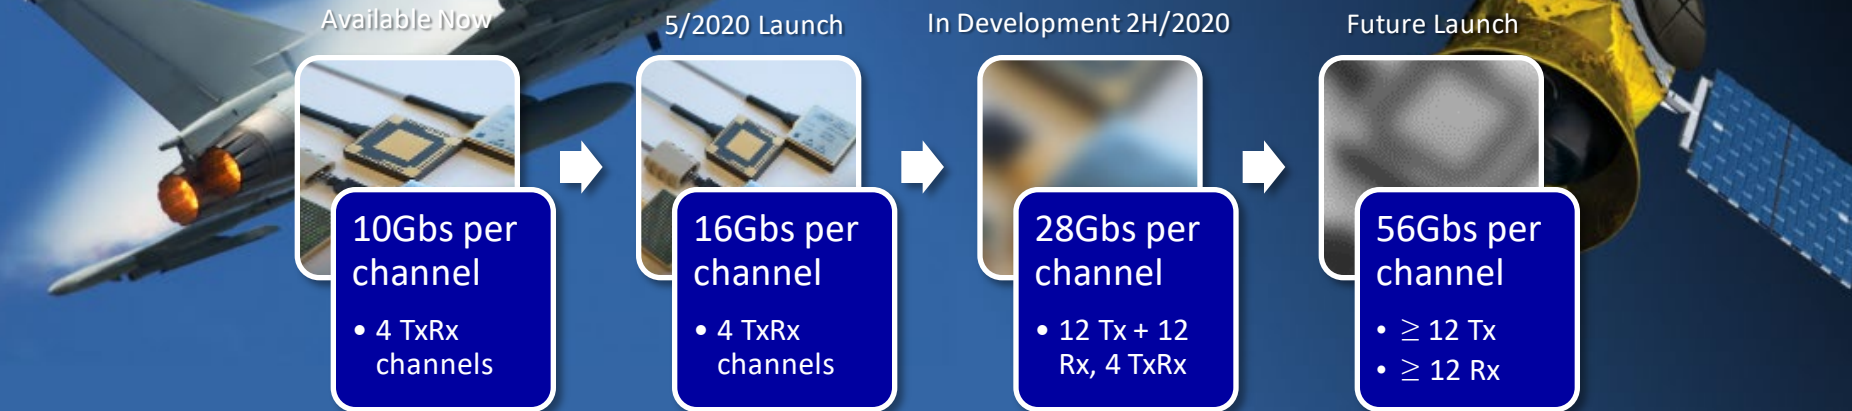 Available Now
10Gbs per
channel
• 4 TxRx
channels
5/2020 Launch
16Gbs per
channel
• 4 TxRx
channels
In Development 2H/2020
28Gbs per
channel
• 12 Tx + 12
Rx, 4 TxRx
Future Launch
56Gbs per
channel
• ≥ 12 Tx
• ≥ 12 Rx